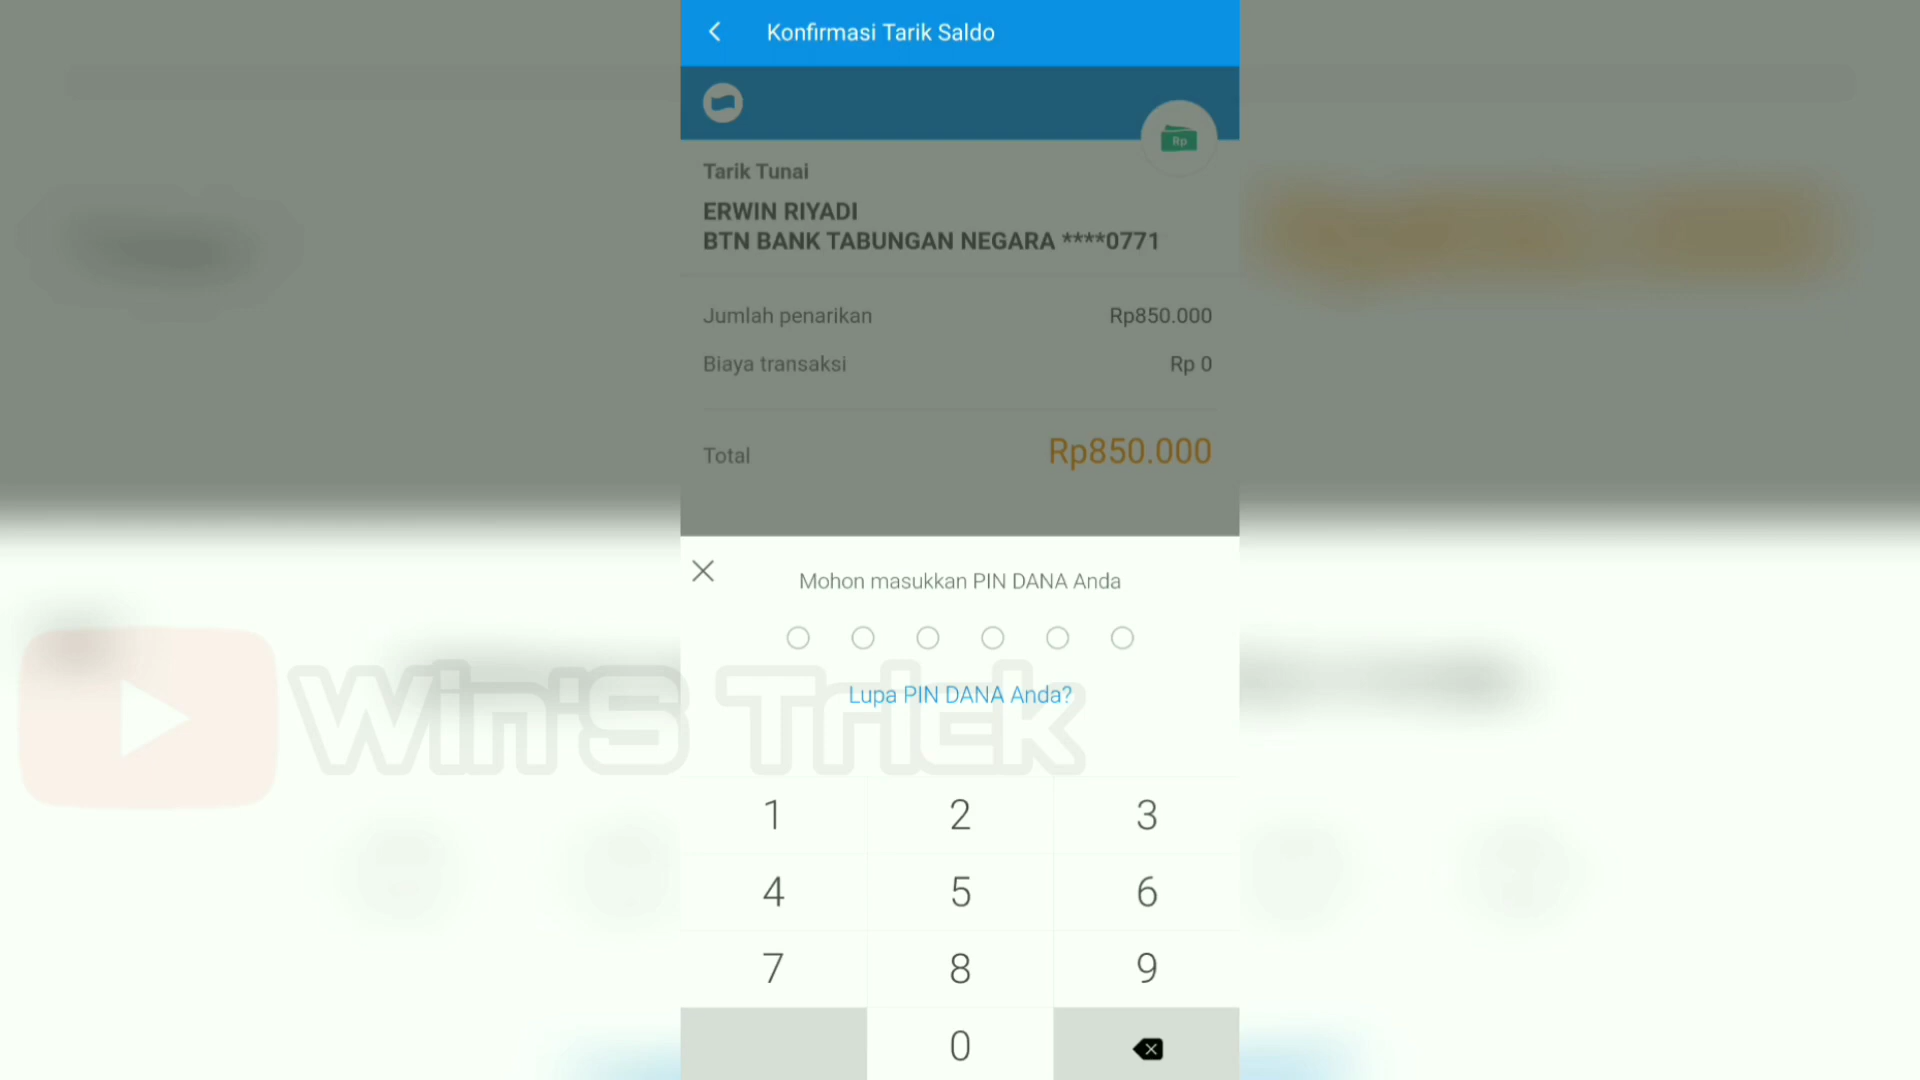 Konfirmasi Tarik Saldo
Rp
Tarik Tunai
ERWIN RIYADI
BTN BANK TABUNGAN NEGARA ****0771
Jumlah penarikan Rp850.000
Biaya transaksi Rp 0
Total Rp850.000
Mohon masukkan PIN DANA Anda
Lupa PIN DANA Anda?
Win'S Trick
1 2 3
4 5 6
7 8 9
0